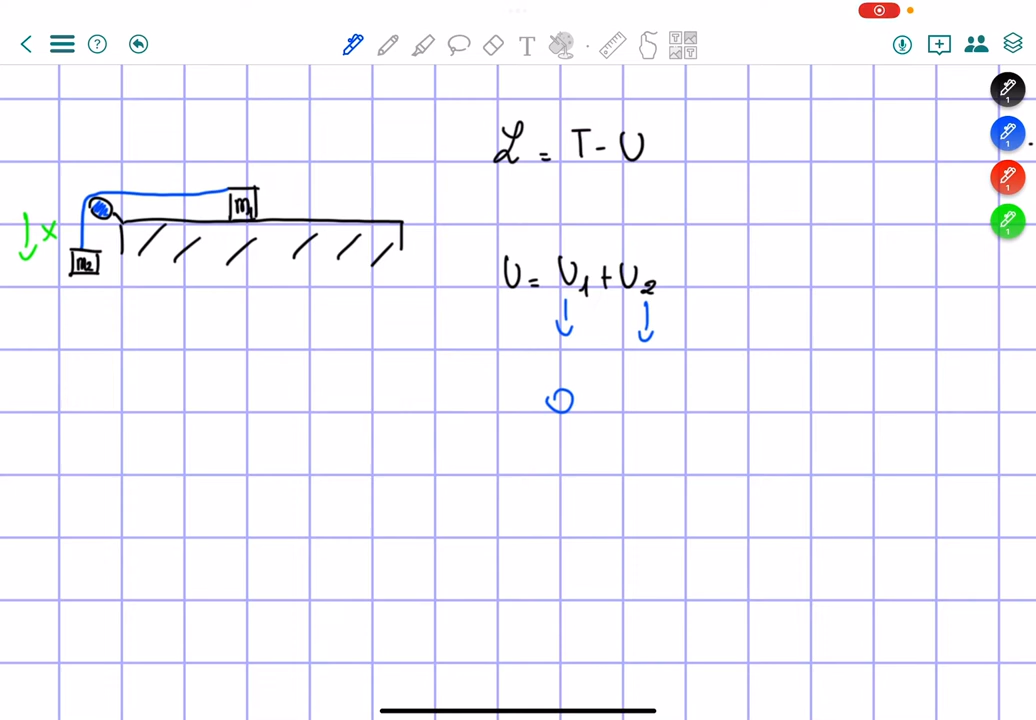 ℒ = T - U
m₁
x
m₂
U = U₁ + U₂
0